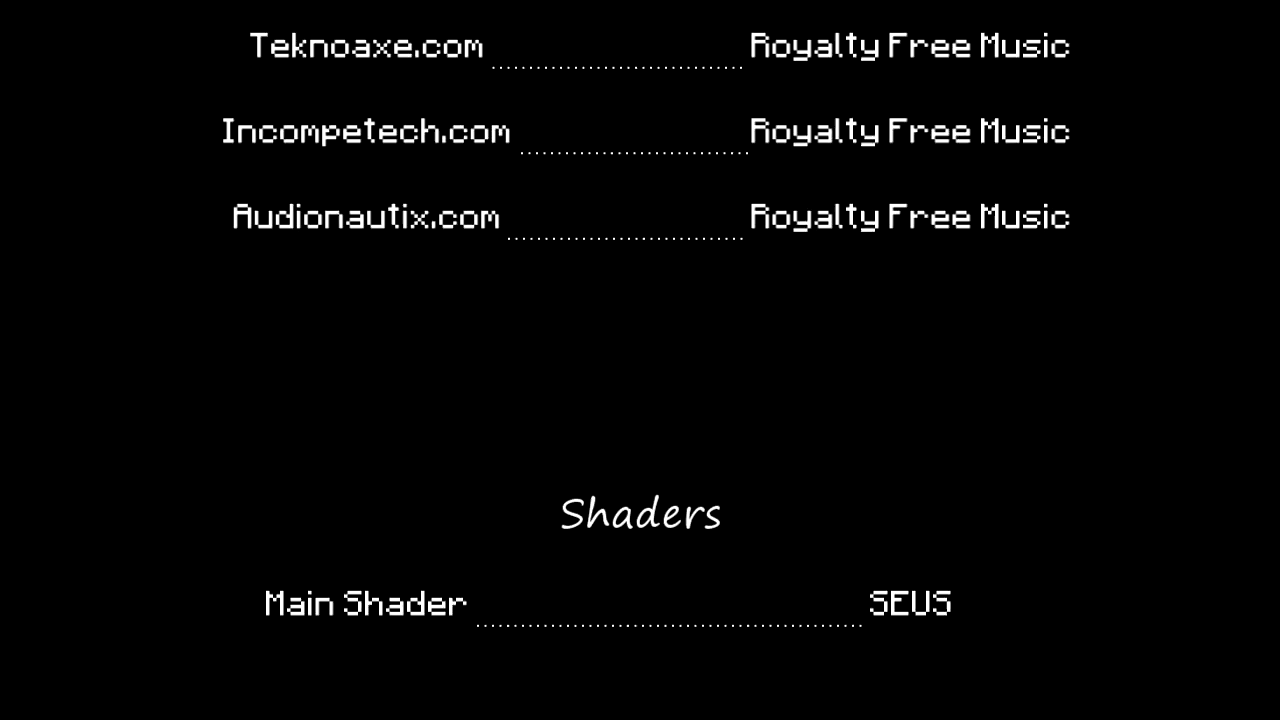 Teknoaxe.com ................................ Royalty Free Music
Incompetech.com ............................. Royalty Free Music
Audionautix.com .............................. Royalty Free Music
Shaders
Main Shader ................................................. SEUS